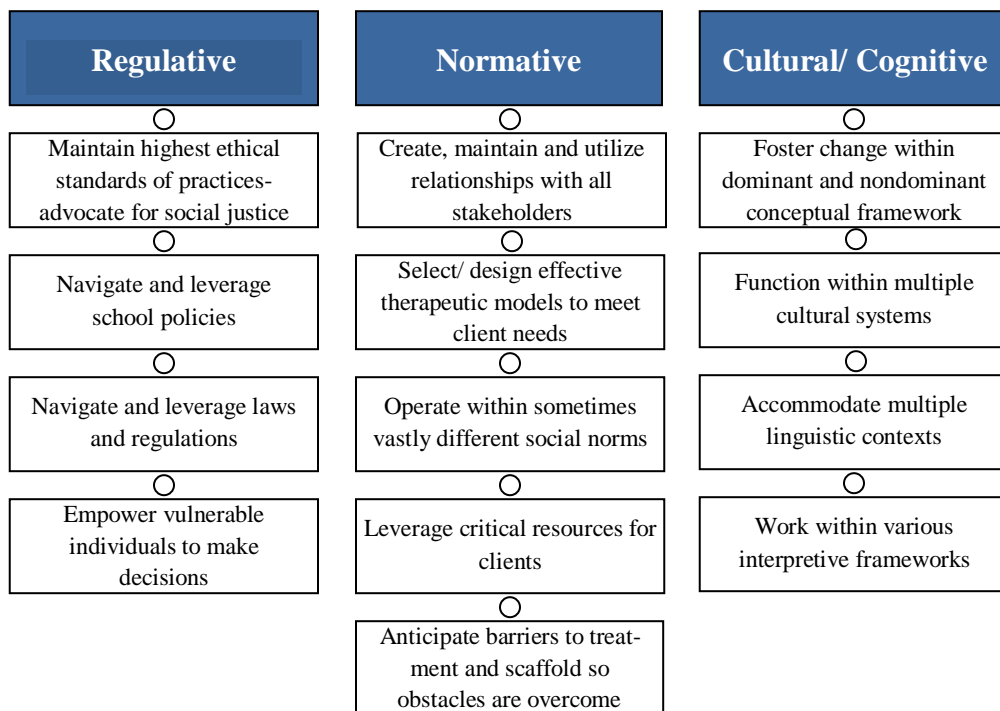 Regulative
Maintain highest ethical
standards of practices-
advocate for social justice
Navigate and leverage
school policies
Navigate and leverage laws
and regulations
Empower vulnerable
individuals to make
decisions
Normative
Create, maintain and utilize
relationships with all
stakeholders
Select/ design effective
therapeutic models to meet
client needs
Operate within sometimes
vastly different social norms
Leverage critical resources for
clients
Anticipate barriers to treat-
ment and scaffold so
obstacles are overcome
Cultural/ Cognitive
Foster change within
dominant and nondominant
conceptual framework
Function within multiple
cultural systems
Accommodate multiple
linguistic contexts
Work within various
interpretive frameworks